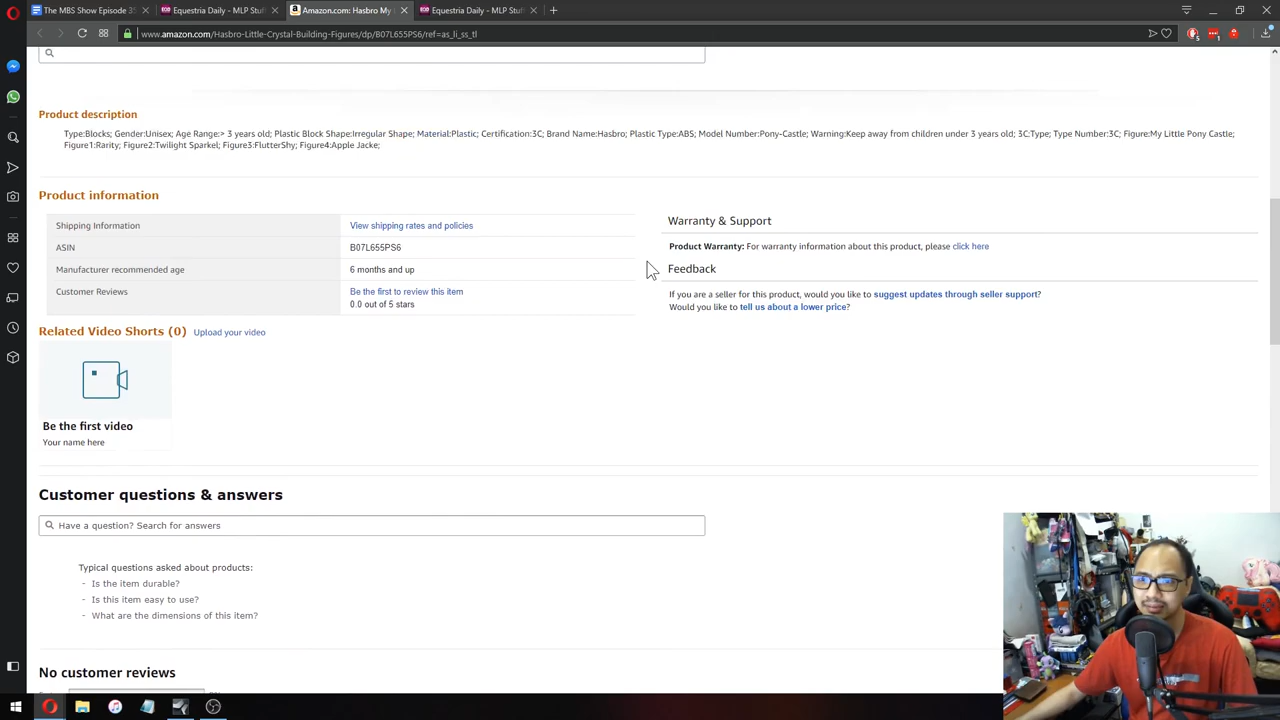 The MBS Show Episode 3
Equestria Daily - MLP Stuf
Amazon.com: Hasbro My
Equestria Daily - MLP Stuf
www.amazon.com/Hasbro-Little-Crystal-Building-Figures/dp/B07L655PS6/ref=as_li_ss_tl
Product description
Type:Blocks; Gender:Unisex; Age Range:> 3 years old; Plastic Block Shape:Irregular Shape; Material:Plastic; Certification:3C; Brand Name:Hasbro; Plastic Type:ABS; Model Number:Pony-Castle; Warning:Keep away from children under 3 years old; 3C:Type; Type Number:3C; Figure:My Little Pony Castle;
Figure1:Rarity; Figure2:Twilight Sparkel; Figure3:FlutterShy; Figure4:Apple Jacke;
Product information
Shipping Information View shipping rates and policies
ASIN B07L655PS6
Manufacturer recommended age 6 months and up
Customer Reviews Be the first to review this item
0.0 out of 5 stars
Warranty & Support
Product Warranty: For warranty information about this product, please click here
Feedback
If you are a seller for this product, would you like to suggest updates through seller support?
Would you like to tell us about a lower price?
Related Video Shorts (0) Upload your video
Be the first video
Your name here
Customer questions & answers
Have a question? Search for answers
Typical questions asked about products:
- Is the item durable?
- Is this item easy to use?
- What are the dimensions of this item?
No customer reviews